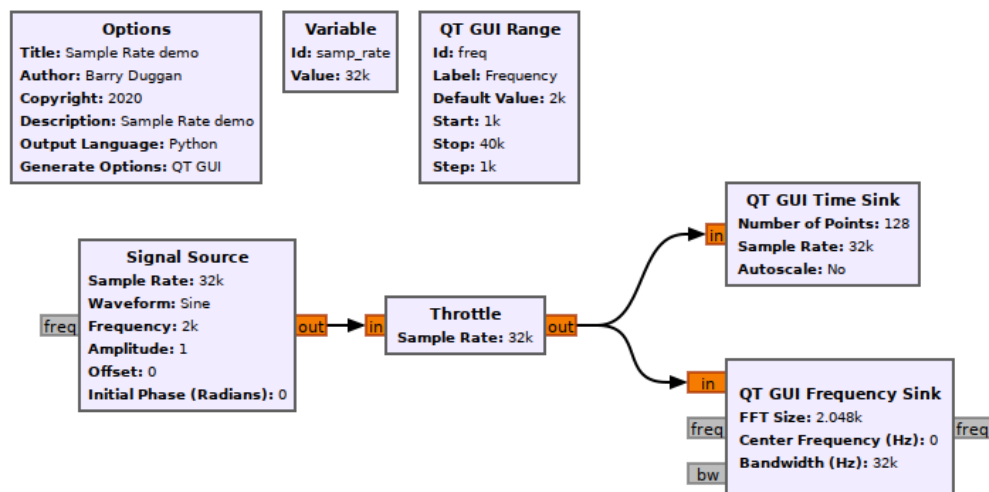 Options
Title: Sample Rate demo
Author: Barry Duggan
Copyright: 2020
Description: Sample Rate demo
Output Language: Python
Generate Options: QT GUI
Variable
Id: samp_rate
Value: 32k
QT GUI Range
Id: freq
Label: Frequency
Default Value: 2k
Start: 1k
Stop: 40k
Step: 1k
Signal Source
Sample Rate: 32k
Waveform: Sine
Frequency: 2k
Amplitude: 1
Offset: 0
Initial Phase (Radians): 0
freq
out
in
Throttle
Sample Rate: 32k
out
in
QT GUI Time Sink
Number of Points: 128
Sample Rate: 32k
Autoscale: No
in
freq
bw
QT GUI Frequency Sink
FFT Size: 2.048k
Center Frequency (Hz): 0
Bandwidth (Hz): 32k
freq